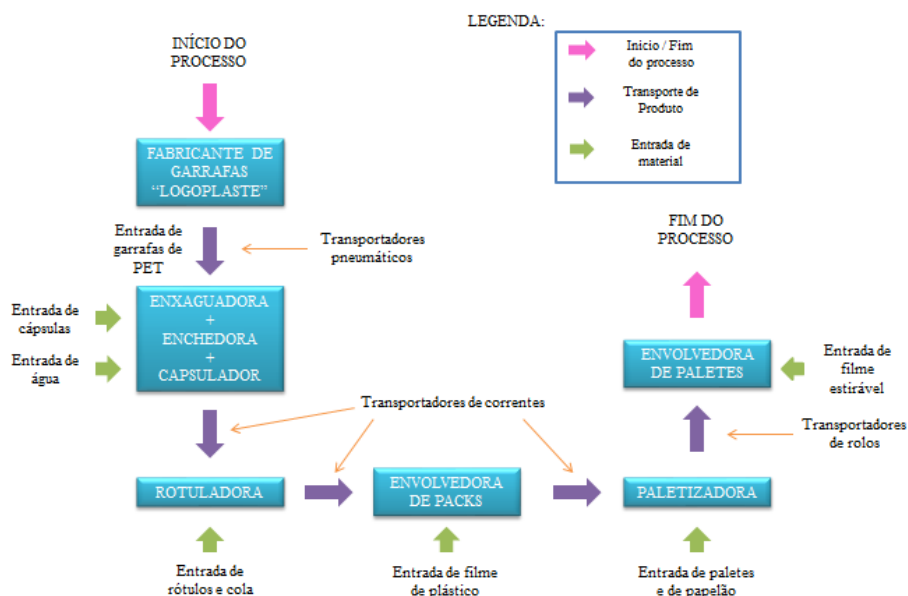 LEGENDA:
Inicio / Fim
do processo
Transporte de
Produto
Entrada de
material
INÍCIO DO
PROCESSO
FABRICANTE DE
GARRAFAS
“LOGOPLASTE”
Entrada de
garrafas de
PET
Transportadores
pneumáticos
ENXAGUADORA
+
ENCHEDORA
+
CAPSULADOR
Entrada de
cápsulas
Entrada de
água
Transportadores de correntes
ROTULADORA
Entrada de
rótulos e cola
ENVOLVEDORA
DE PACKS
Entrada de filme
de plástico
PALETIZADORA
Entrada de paletes
e de papelão
Transportadores
de rolos
ENVOLVEDORA
DE PALETES
Entrada de
filme
estirável
FIM DO
PROCESSO